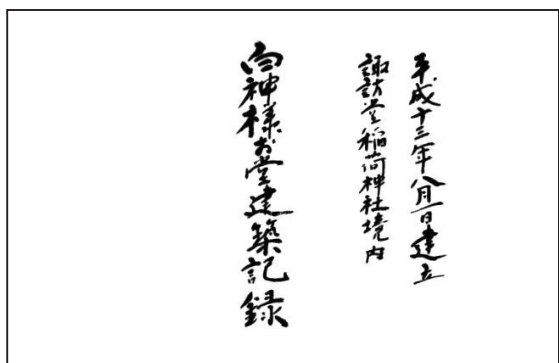 平成十三年八月一日建立
諏訪堂稲荷神社境内
神様お堂建築記録